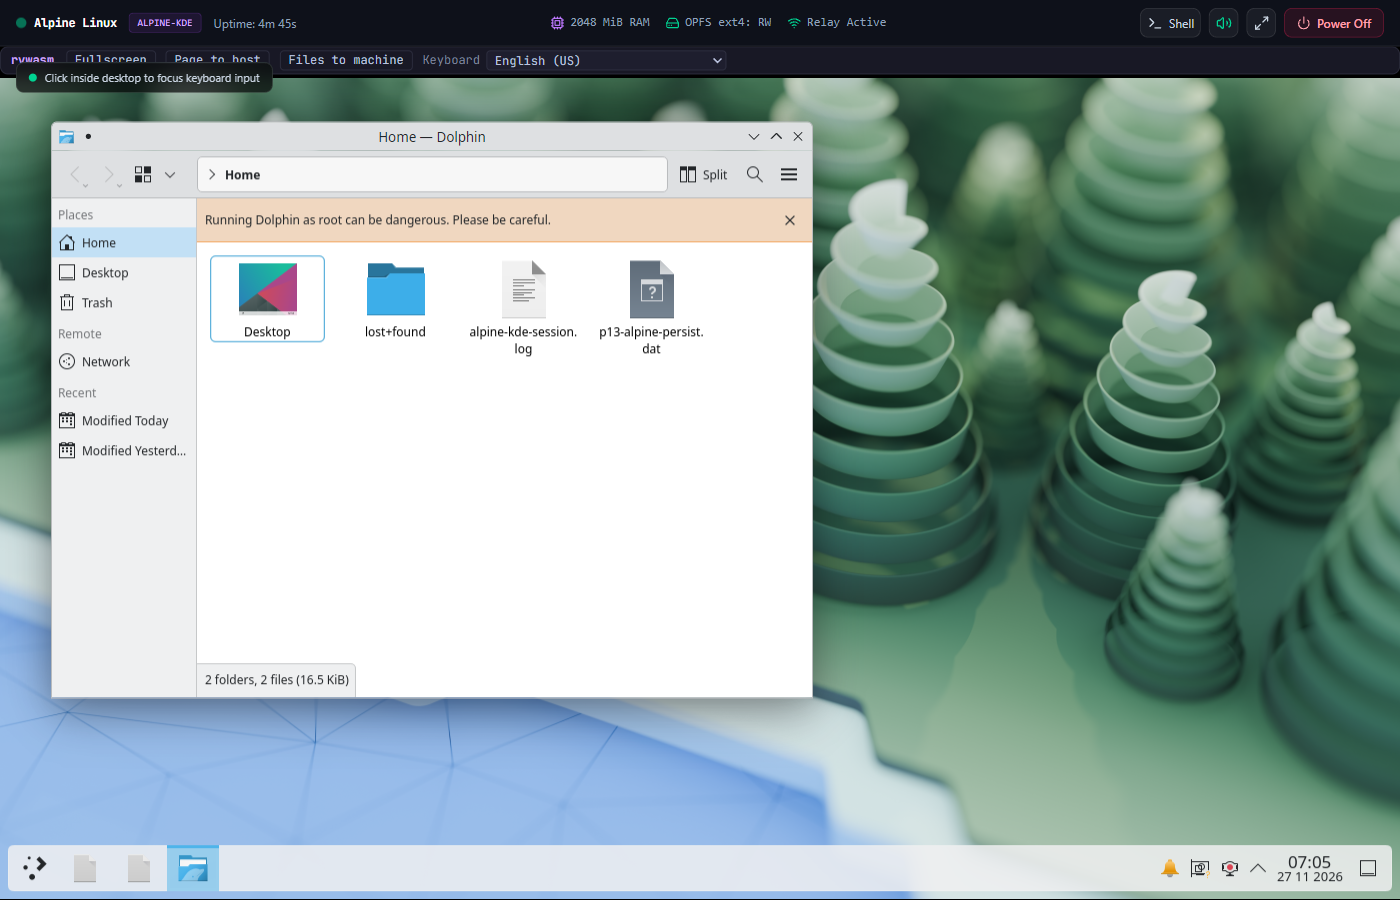 Alpine Linux
ALPINE-KDE
Uptime: 4m 45s
2048 MiB RAM
OPFS ext4: RW
Relay Active
Shell
Power Off
rvwasm
Fullscreen
Page to host
Files to machine
Keyboard
English (US)
Click inside desktop to focus keyboard input
Home — Dolphin
Home
Split
Places
Home
Desktop
Trash
Remote
Network
Recent
Modified Today
Modified Yesterd...
Running Dolphin as root can be dangerous. Please be careful.
Desktop
lost+found
alpine-kde-session.
log
p13-alpine-persist.
dat
2 folders, 2 files (16.5 KiB)
07:05
27 11 2026